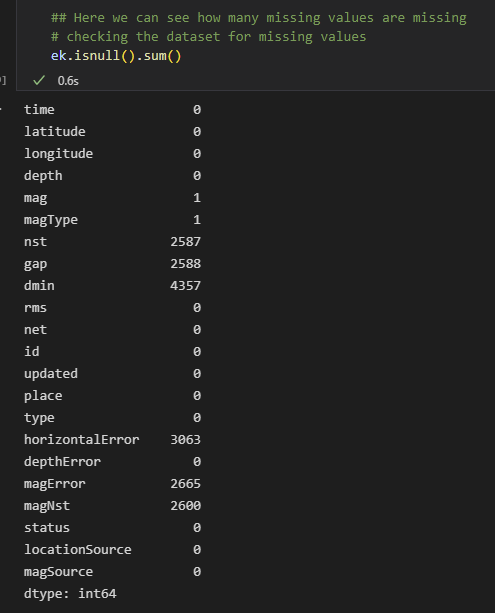 ## Here we can see how many missing values are missing
# checking the dataset for missing values
ek.isnull().sum()
]
✓ 0.6s
time 0
latitude 0
longitude 0
depth 0
mag 1
magType 1
nst 2587
gap 2588
dmin 4357
rms 0
net 0
id 0
updated 0
place 0
type 0
horizontalError 3063
depthError 0
magError 2665
magNst 2600
status 0
locationSource 0
magSource 0
dtype: int64